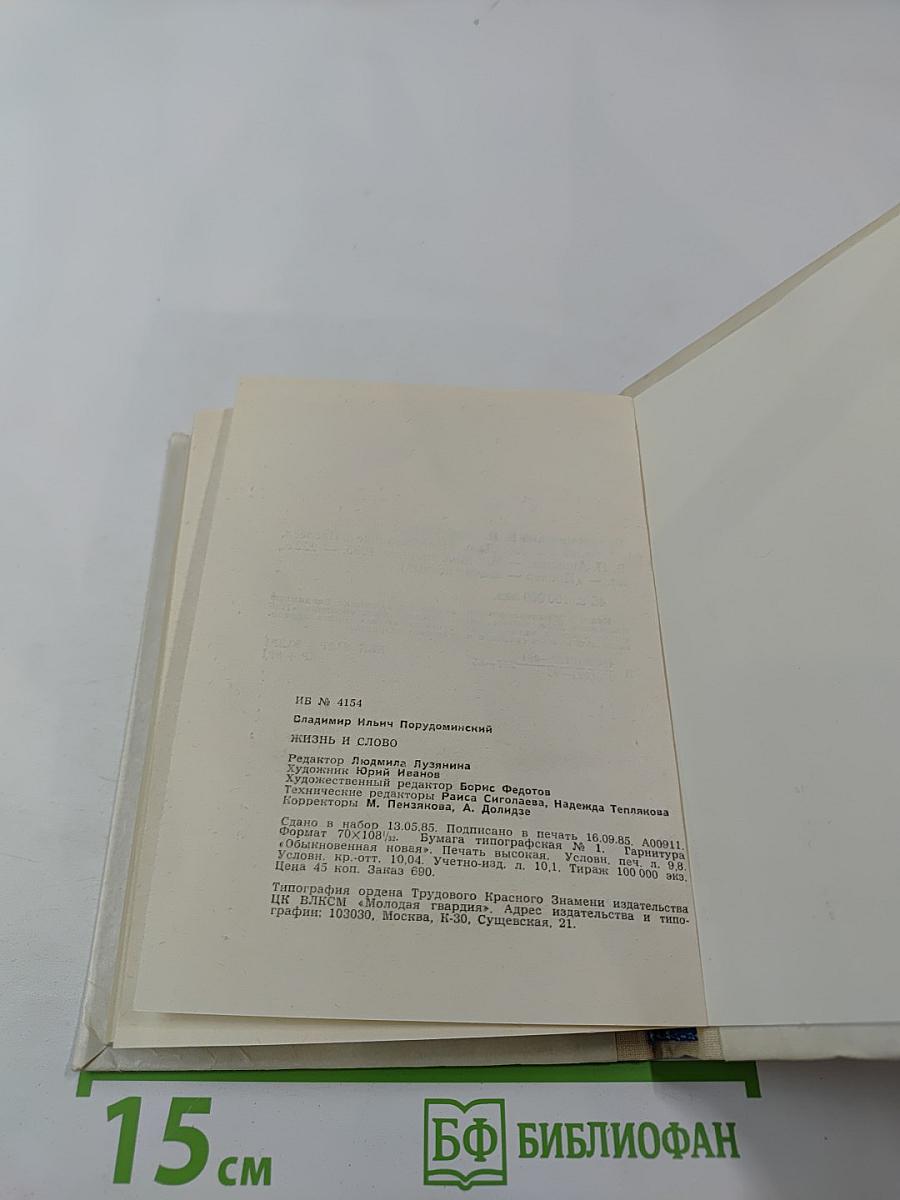 ИБ № 4154
Владимир Ильич Порудоминский
ЖИЗНЬ И СЛОВО
Редактор Людмила Лузянина
Художник Юрий Иванов
Художественный редактор Борис Федотов
Технические редакторы Раиса Сиголаева, Надежда Теплякова
Корректоры М. Пензякова, А. Долидзе
Сдано в набор 13.05.85. Подписано в печать 16.09.85. А00911.
Формат 70×108¹/₃₂. Бумага типографская № 1. Гарнитура
«Обыкновенная новая». Печать высокая. Условн. печ. л. 9,8.
Условн. кр.-отт. 10,04. Учетно-изд. л. 10,1. Тираж 100 000 экз.
Цена 45 коп. Заказ 690.
Типография ордена Трудового Красного Знамени издательства
ЦК ВЛКСМ «Молодая гвардия». Адрес издательства и типо-
графии: 103030, Москва, К-30, Сущевская, 21.
15 см
БФ БИБЛИОФАН